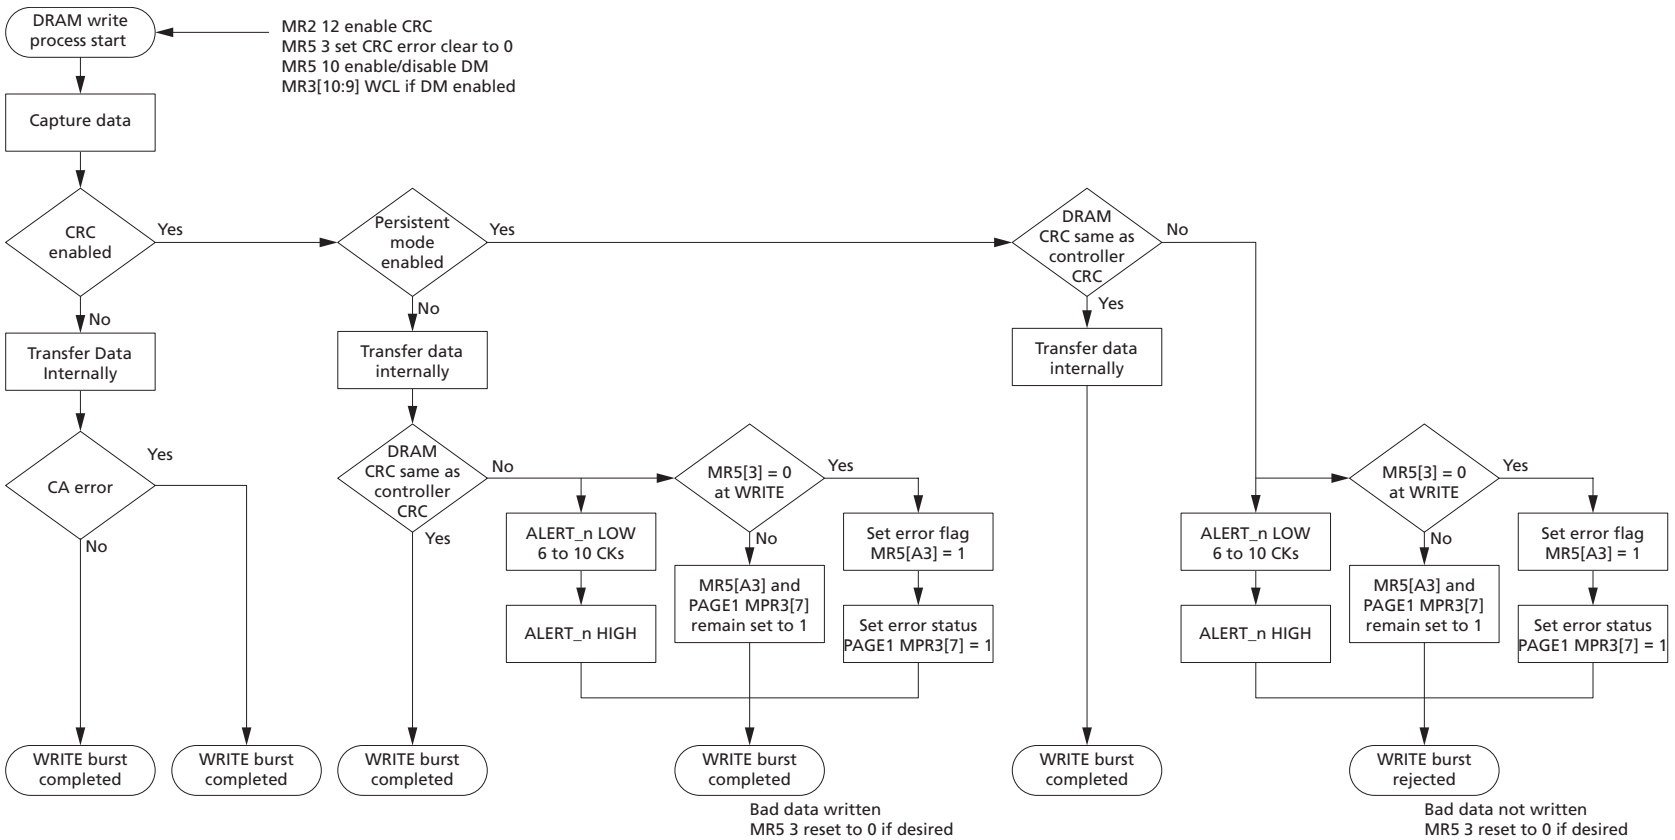 DRAM write
process start
MR2 12 enable CRC
MR5 3 set CRC error clear to 0
MR5 10 enable/disable DM
MR3[10:9] WCL if DM enabled
Capture data
CRC
enabled
Yes
No
Persistent
mode
enabled
Yes
No
DRAM
CRC same as
controller
CRC
No
Yes
Transfer Data
Internally
Transfer data
internally
Transfer data
internally
CA error
Yes
No
DRAM
CRC same as
controller
CRC
No
Yes
MR5[3] = 0
at WRITE
Yes
No
ALERT_n LOW
6 to 10 CKs
ALERT_n HIGH
MR5[A3] and
PAGE1 MPR3[7]
remain set to 1
Set error flag
MR5[A3] = 1
Set error status
PAGE1 MPR3[7] = 1
MR5[3] = 0
at WRITE
Yes
No
ALERT_n LOW
6 to 10 CKs
ALERT_n HIGH
MR5[A3] and
PAGE1 MPR3[7]
remain set to 1
Set error flag
MR5[A3] = 1
Set error status
PAGE1 MPR3[7] = 1
WRITE burst
completed
WRITE burst
completed
WRITE burst
completed
WRITE burst
completed
Bad data written
MR5 3 reset to 0 if desired
WRITE burst
completed
WRITE burst
rejected
Bad data not written
MR5 3 reset to 0 if desired